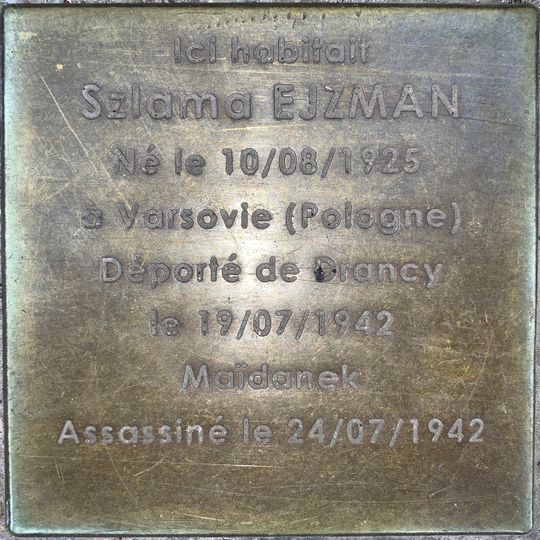 Ici habitait
Szlama EJZMAN
Né le 10/08/1925
à Varsovie (Pologne)
Déporté de Drancy
le 19/07/1942
Maïdanek
Assassiné le 24/07/1942